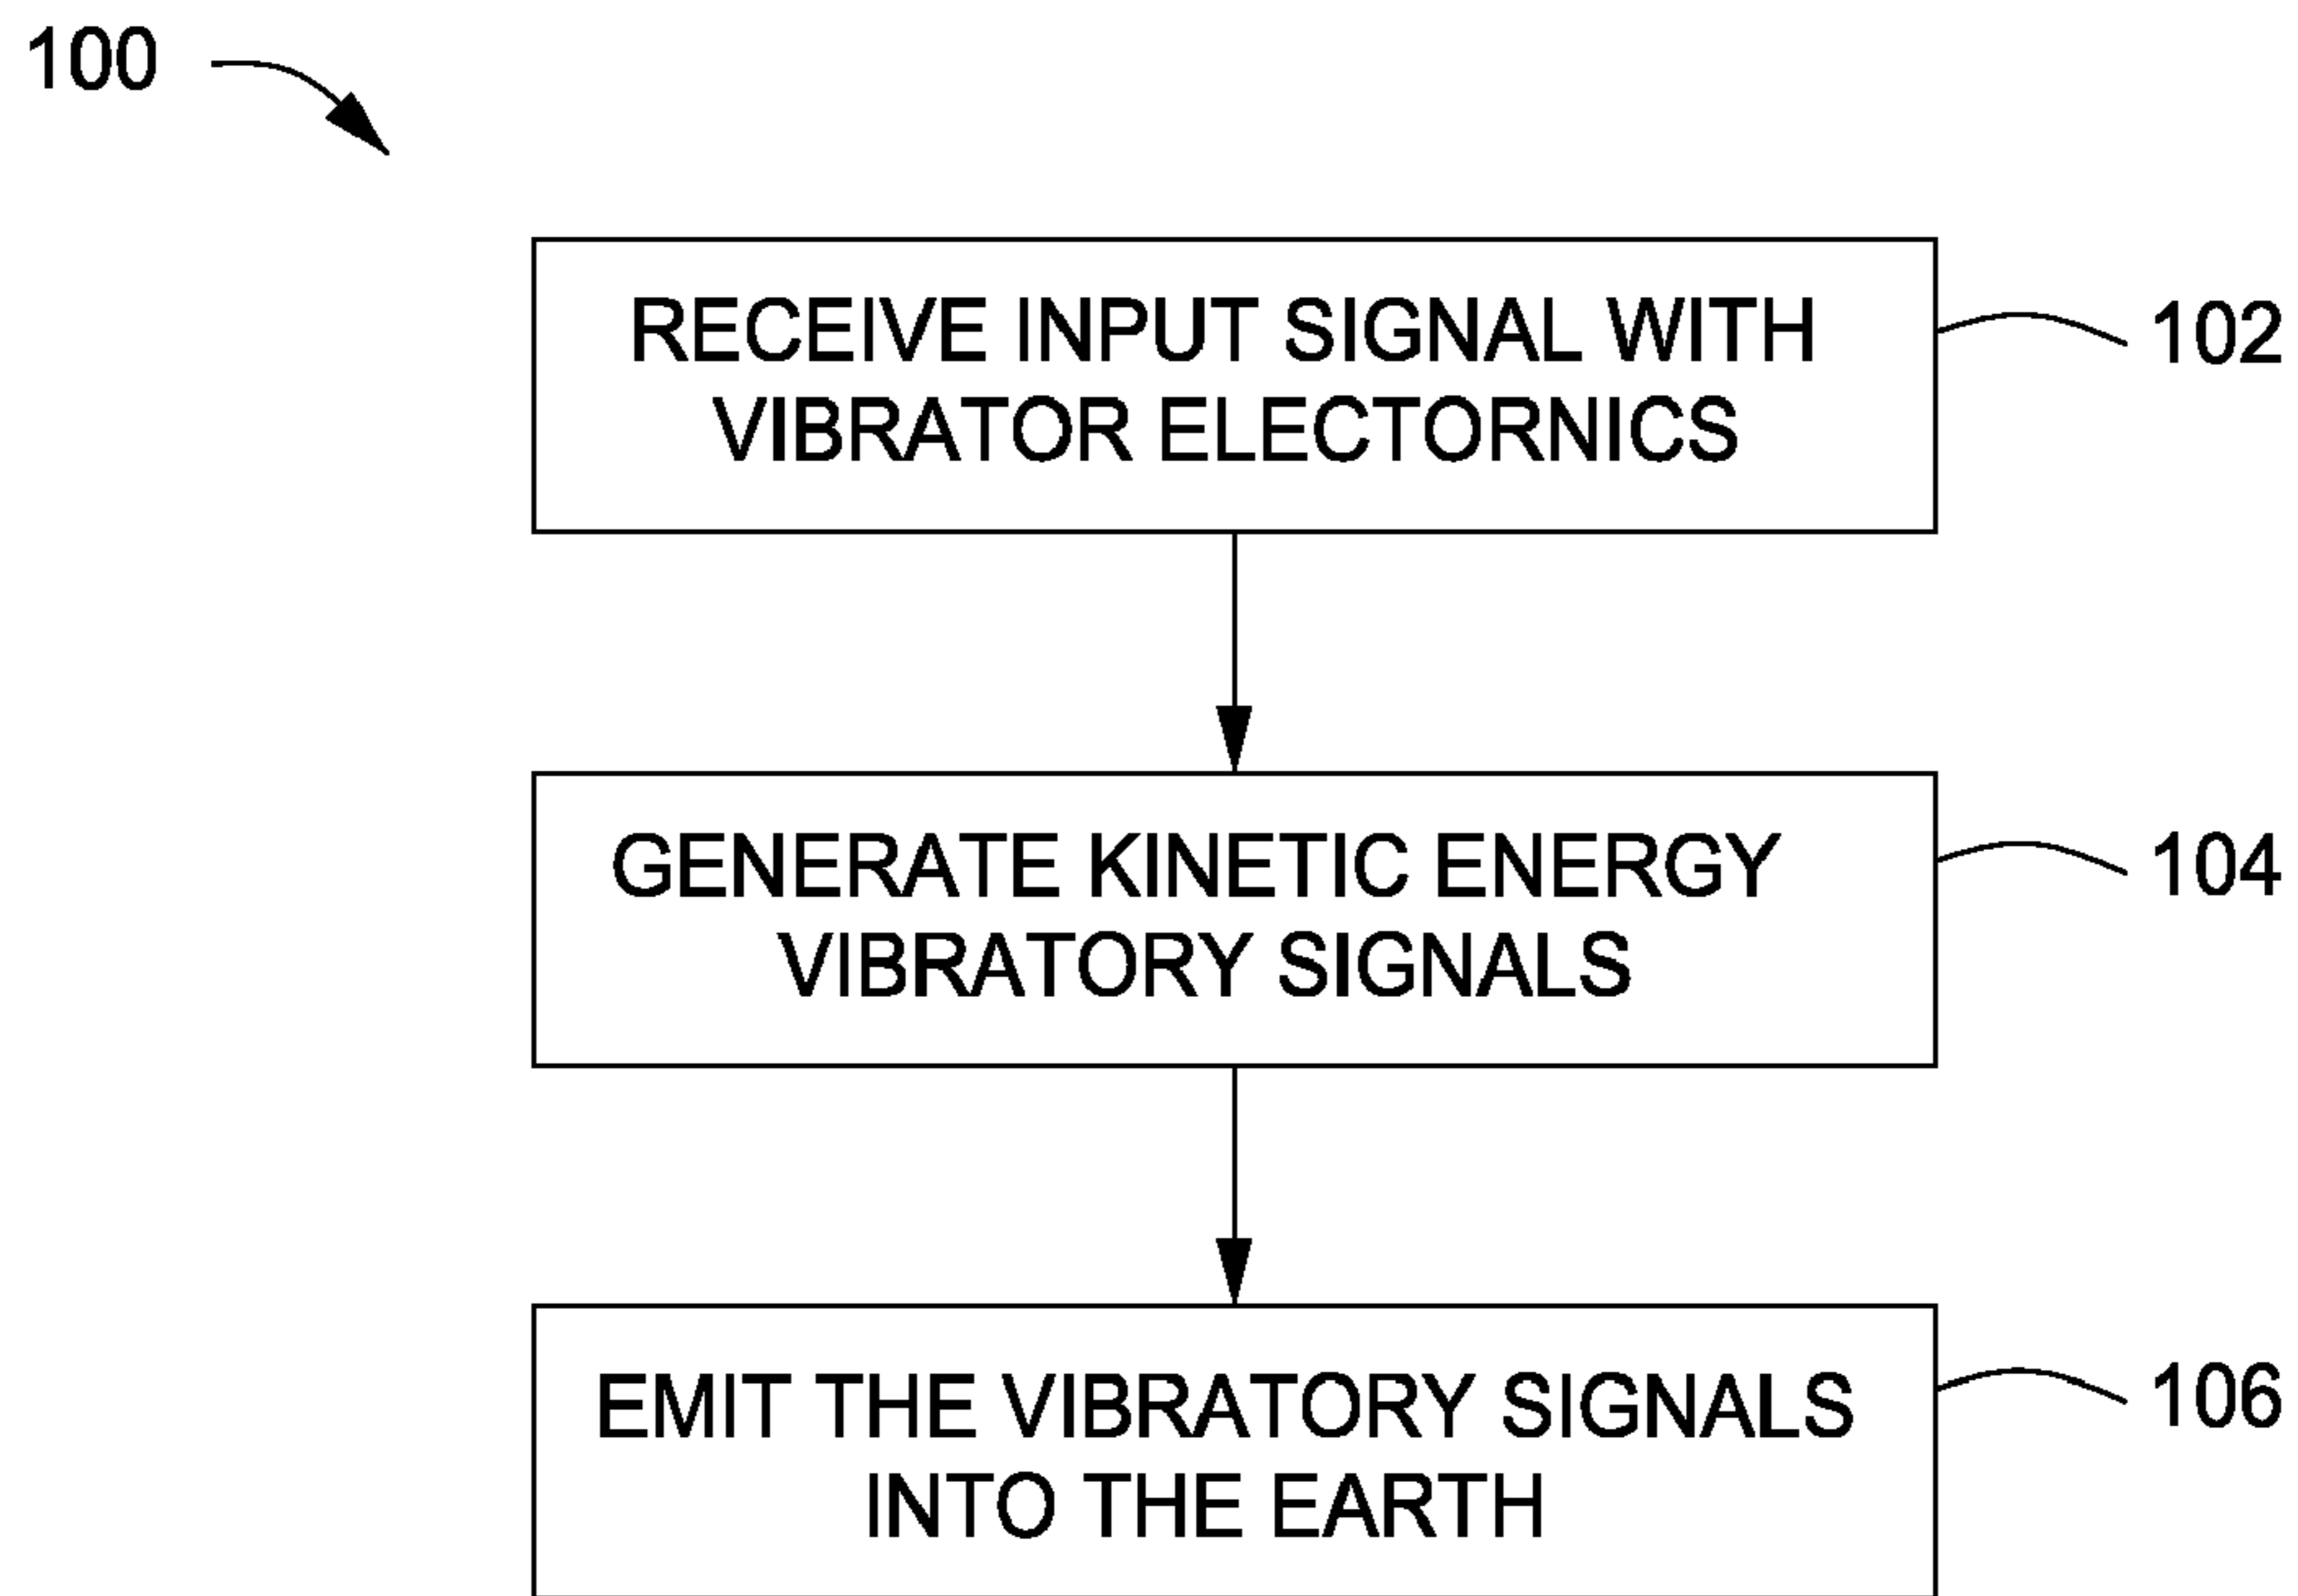 100
RECEIVE INPUT SIGNAL WITH
VIBRATOR ELECTORNICS
102
GENERATE KINETIC ENERGY
VIBRATORY SIGNALS
104
EMIT THE VIBRATORY SIGNALS
INTO THE EARTH
106